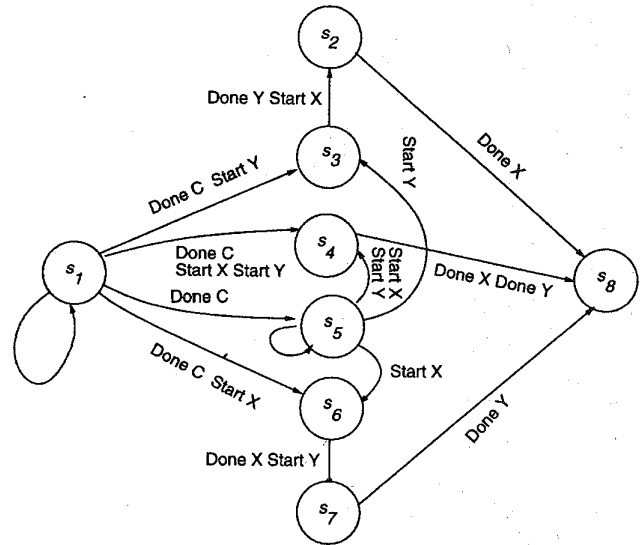 s2
Done Y Start X
Done X
s3
Start Y
Done C Start Y
s4
Done C
Start X Start Y
Start X
Start Y
Done X Done Y
s1
s8
Done C
s5
Start X
Done C Start X
s6
Done X Start Y
Done Y
s7